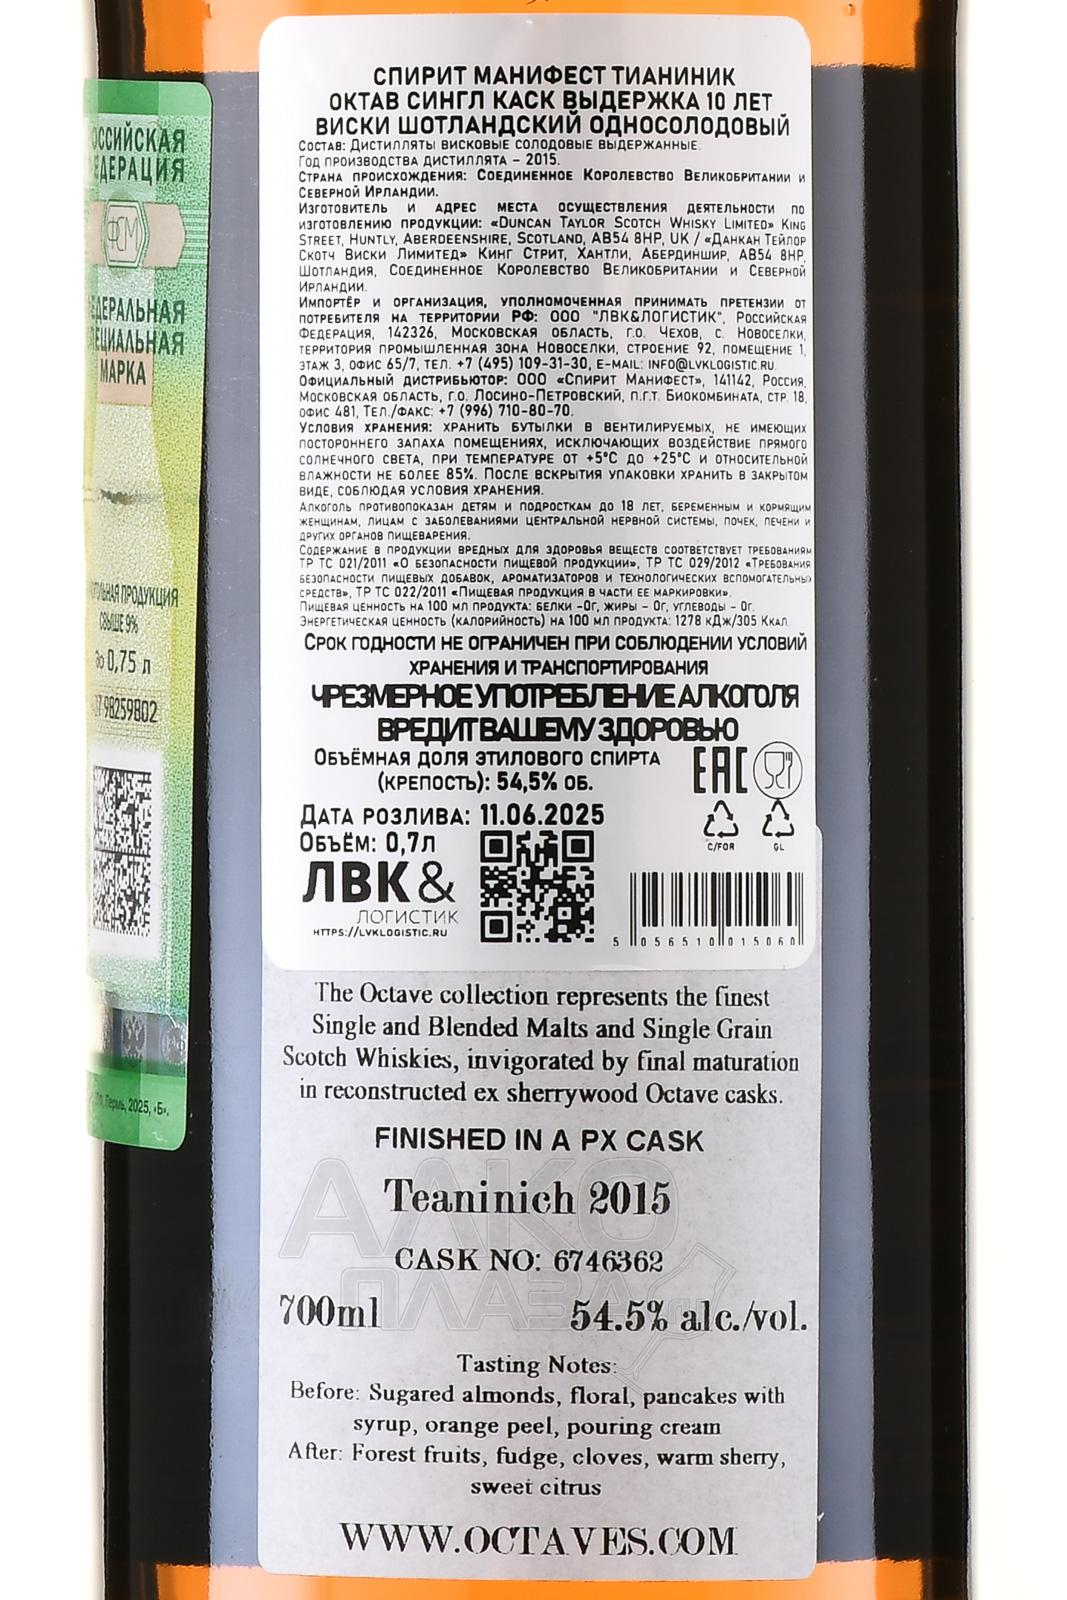 СПИРИТ МАНИФЕСТ ТИАНИНИК
ОКТАВ СИНГЛ КАСК ВЫДЕРЖКА 10 ЛЕТ
ВИСКИ ШОТЛАНДСКИЙ ОДНОСОЛОДОВЫЙ
Состав: Дистилляты висковые солодовые выдержанные.
Год производства дистиллята – 2015.
Страна происхождения: Соединенное Королевство Великобритании и
Северной Ирландии.
Изготовитель и адрес места осуществления деятельности по
изготовлению продукции: «Duncan Taylor Scotch Whisky Limited» King
Street, Huntly, Aberdeenshire, Scotland, AB54 8HP, UK / «Данкан Тейлор
Скотч Виски Лимитед» Кинг Стрит, Хантли, Абердиншир, AB54 8HP,
Шотландия, Соединенное Королевство Великобритании и Северной
Ирландии.
Импортёр и организация, уполномоченная принимать претензии от
потребителя на территории РФ: ООО "ЛВК&ЛОГИСТИК", Российская
Федерация, 142326, Московская область, г.о. Чехов, с. Новоселки,
территория промышленная зона Новоселки, строение 92, помещение 1,
этаж 3, офис 65/7, тел. +7 (495) 109-31-30, e-mail: info@lvklogistic.ru
Официальный дистрибьютор: ООО «Спирит Манифест», 141142, Россия,
Московская область, г.о. Лосино-Петровский, п.г.т. Биокомбината, стр. 18,
офис 481, Тел./факс: +7 (996) 710-80-70.
Условия хранения: хранить бутылки в вентилируемых, не имеющих
постороннего запаха помещениях, исключающих воздействие прямого
солнечного света, при температуре от +5°C до +25°C и относительной
влажности не более 85%. После вскрытия упаковки хранить в закрытом
виде, соблюдая условия хранения.
Алкоголь противопоказан детям и подросткам до 18 лет, беременным и кормящим
женщинам, лицам с заболеваниями центральной нервной системы, почек, печени и
других органов пищеварения.
Содержание в продукции вредных для здоровья веществ соответствует требованиям
ТР ТС 021/2011 «О безопасности пищевой продукции», ТР ТС 029/2012 «Требования
безопасности пищевых добавок, ароматизаторов и технологических вспомогательных
средств», ТР ТС 022/2011 «Пищевая продукция в части ее маркировки».
Пищевая ценность на 100 мл продукта: белки -0г, жиры – 0г, углеводы – 0г.
Энергетическая ценность (калорийность) на 100 мл продукта: 1278 кДж/305 Ккал.
Срок годности не ограничен при соблюдении условий
хранения и транспортирования
ЧРЕЗМЕРНОЕ УПОТРЕБЛЕНИЕ АЛКОГОЛЯ
ВРЕДИТ ВАШЕМУ ЗДОРОВЬЮ
Объёмная доля этилового спирта
(крепость): 54,5% об.
EAC
Дата розлива: 11.06.2025
Объём: 0,7л
C/FOR GL
ЛВК&
ЛОГИСТИК
HTTPS://LVKLOGISTIC.RU
5 056510 015060
The Octave collection represents the finest
Single and Blended Malts and Single Grain
Scotch Whiskies, invigorated by final maturation
in reconstructed ex sherrywood Octave casks.
FINISHED IN A PX CASK
Teaninich 2015
CASK NO: 6746362
700ml 54.5% alc./vol.
Tasting Notes:
Before: Sugared almonds, floral, pancakes with
syrup, orange peel, pouring cream
After: Forest fruits, fudge, cloves, warm sherry,
sweet citrus
WWW.OCTAVES.COM
ОССИЙСКАЯ
ЕДЕРАЦИЯ
ФСМ
ЕДЕРАЛЬНАЯ
ПЕЦИАЛЬНАЯ
МАРКА
ПРОДУКЦИЯ
СВЫШЕ 9%
до 0,75 л
98259802
Пермь, 2025, «Б».
АЛКО
ПЛАЗА.ru